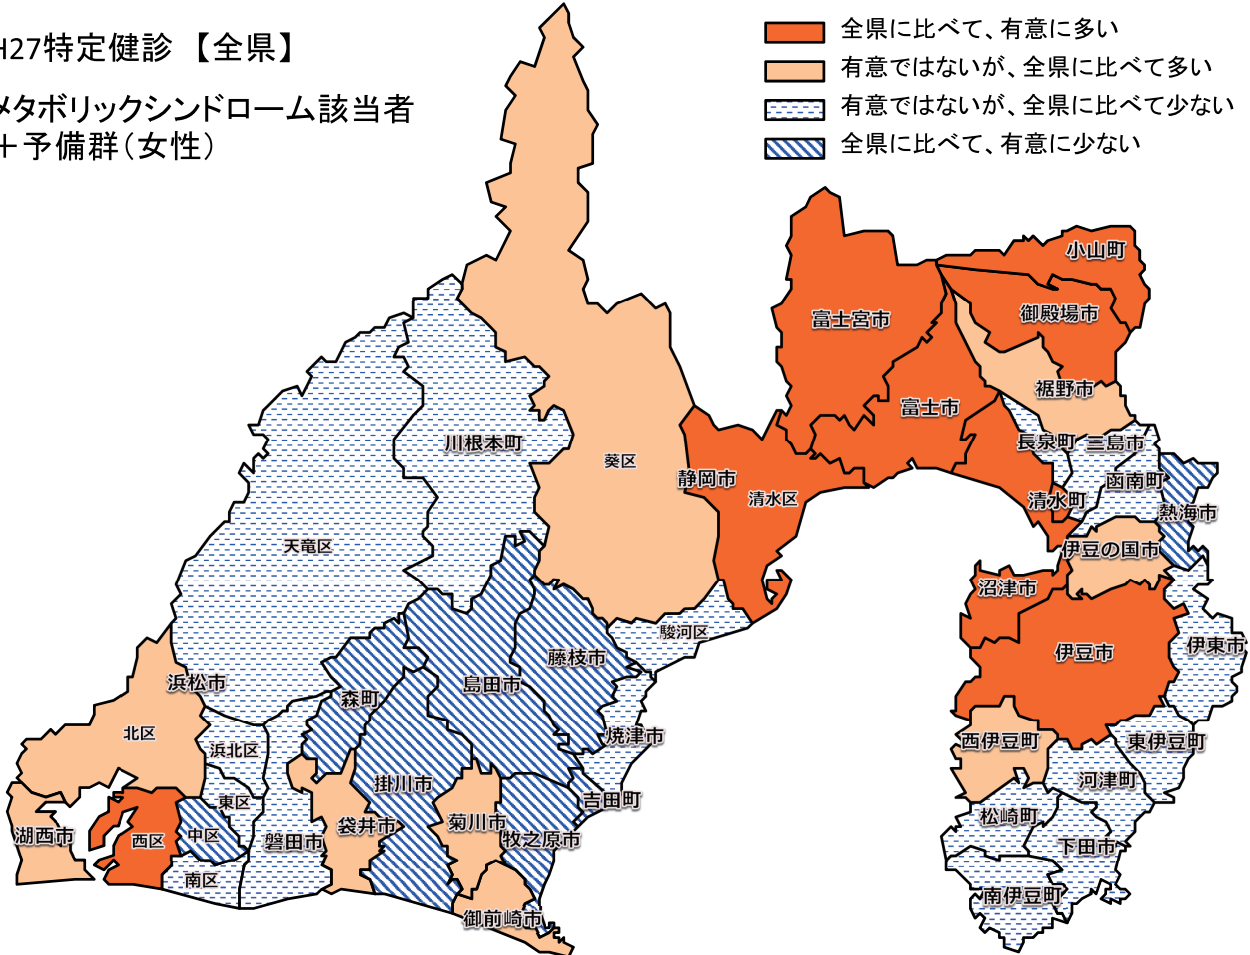 H27特定健診 【全県】
メタボリックシンドローム該当者
＋予備群（女性）
全県に比べて、有意に多い
有意ではないが、全県に比べて多い
有意ではないが、全県に比べて少ない
全県に比べて、有意に少ない
小山町
御殿場市
富士宮市
裾野市
富士市
長泉町
三島市
川根本町
葵区
静岡市
清水区
清水町
函南町
熱海市
天竜区
伊豆の国市
沼津市
駿河区
伊豆市
伊東市
藤枝市
島田市
浜松市
森町
北区
浜北区
焼津市
西伊豆町
東伊豆町
河津町
掛川市
東区
吉田町
湖西市
西区
中区
磐田市
袋井市
菊川市
牧之原市
松崎町
下田市
南区
御前崎市
南伊豆町